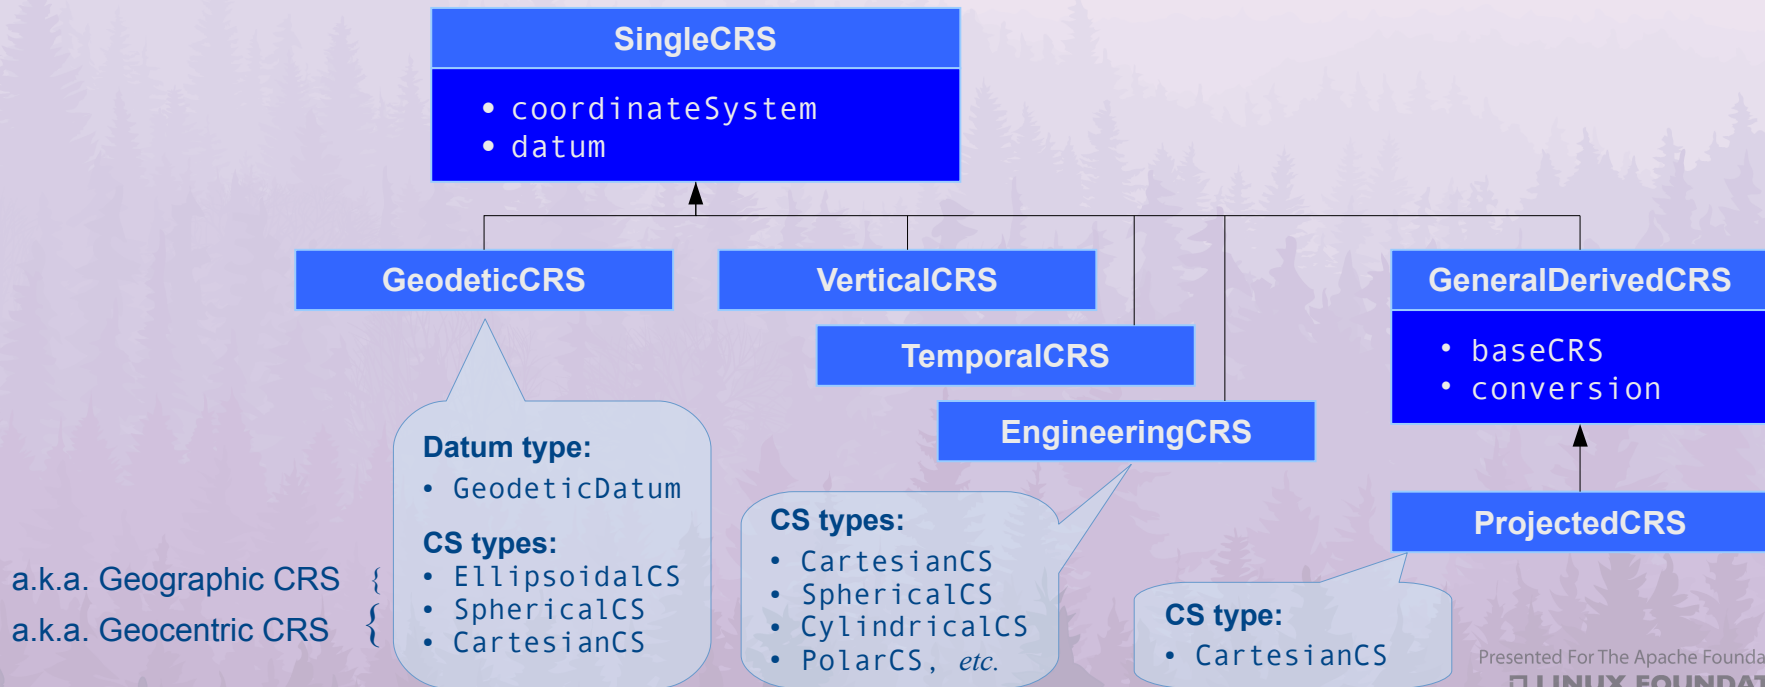 SingleCRS
• coordinateSystem
• datum
GeodeticCRS
VerticalCRS
GeneralDerivedCRS
• baseCRS
• conversion
TemporalCRS
EngineeringCRS
ProjectedCRS
Datum type:
• GeodeticDatum
CS types:
• EllipsoidalCS
• SphericalCS
• CartesianCS
a.k.a. Geographic CRS {
a.k.a. Geocentric CRS {
CS types:
• CartesianCS
• SphericalCS
• CylindricalCS
• PolarCS, etc.
CS type:
• CartesianCS
Presented For The Apache Founda
LINUX FOUNDAT